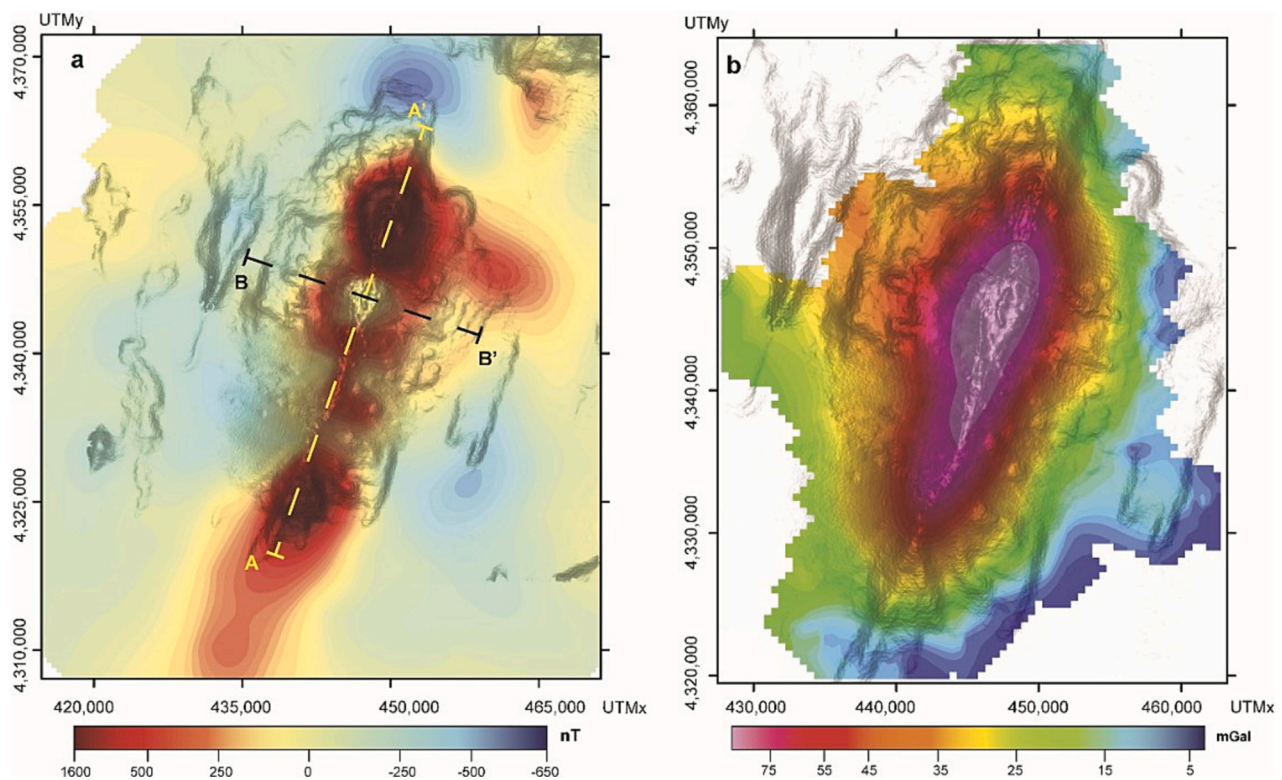 UTMy
a
4,370,000
4,355,000
4,340,000
4,325,000
4,310,000
A'
B
B'
A
420,000 435,000 450,000 465,000 UTMx
nT
1600 500 250 0 -250 -500 -650
UTMy
b
4,360,000
4,350,000
4,340,000
4,330,000
4,320,000
430,000 440,000 450,000 460,000 UTMx
mGal
75 55 45 35 25 15 5